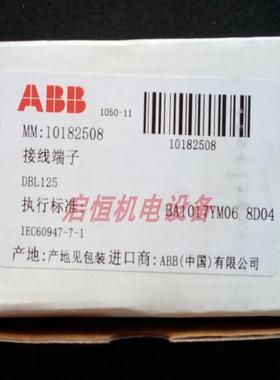 ABB
1050-11
MM:10182508
10182508
接线端子
DBL125
执行标准:
BA1017YM06 8D04
启恒机电设备
IEC60947-7-1
产地:产地见包装进口商:ABB(中国)有限公司